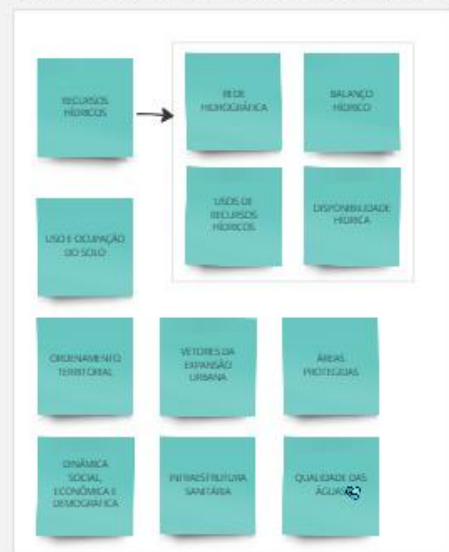 RECURSOS
HÍDRICOS
REDE
HIDROGRÁFICA
BALANÇO
HÍDRICO
USOS DE
RECURSOS
HÍDRICOS
DISPONIBILIDADE
HÍDRICA
USO E OCUPAÇÃO
DO SOLO
ORDENAMENTO
TERRITORIAL
VETORES DA
EXPANSÃO
URBANA
ÁREAS
PROTEGIDAS
DINÂMICA
SOCIAL,
ECONÔMICA E
DEMOGRÁFICA
INFRAESTRUTURA
SANITÁRIA
QUALIDADE DAS
ÁGUAS